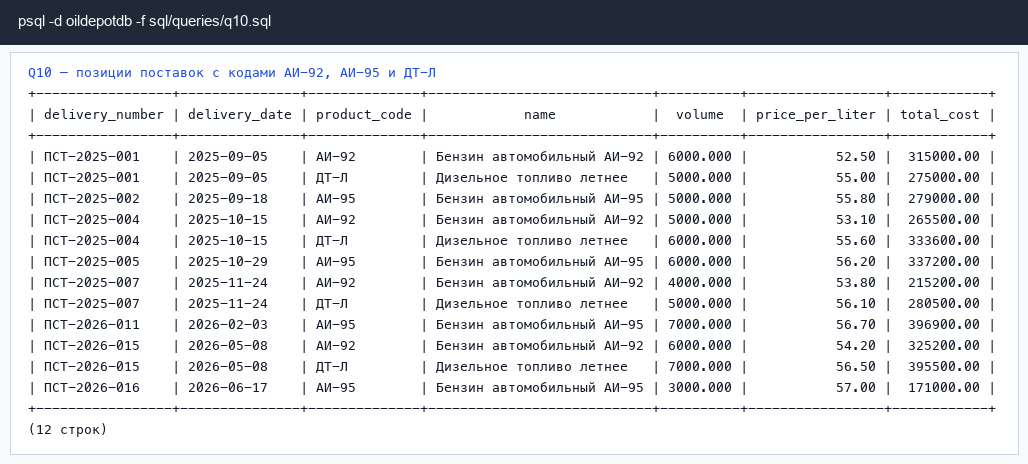 psql -d oildepotdb -f sql/queries/q10.sql
Q10 — позиции поставок с кодами АИ-92, АИ-95 и ДТ-Л
+-----------------+---------------+--------------+----------------------------+----------+-----------------+------------+
| delivery_number | delivery_date | product_code |            name            |  volume  | price_per_liter | total_cost |
+-----------------+---------------+--------------+----------------------------+----------+-----------------+------------+
| ПСТ-2025-001    | 2025-09-05    | АИ-92        | Бензин автомобильный АИ-92 | 6000.000 |           52.50 |  315000.00 |
| ПСТ-2025-001    | 2025-09-05    | ДТ-Л         | Дизельное топливо летнее   | 5000.000 |           55.00 |  275000.00 |
| ПСТ-2025-002    | 2025-09-18    | АИ-95        | Бензин автомобильный АИ-95 | 5000.000 |           55.80 |  279000.00 |
| ПСТ-2025-004    | 2025-10-15    | АИ-92        | Бензин автомобильный АИ-92 | 5000.000 |           53.10 |  265500.00 |
| ПСТ-2025-004    | 2025-10-15    | ДТ-Л         | Дизельное топливо летнее   | 6000.000 |           55.60 |  333600.00 |
| ПСТ-2025-005    | 2025-10-29    | АИ-95        | Бензин автомобильный АИ-95 | 6000.000 |           56.20 |  337200.00 |
| ПСТ-2025-007    | 2025-11-24    | АИ-92        | Бензин автомобильный АИ-92 | 4000.000 |           53.80 |  215200.00 |
| ПСТ-2025-007    | 2025-11-24    | ДТ-Л         | Дизельное топливо летнее   | 5000.000 |           56.10 |  280500.00 |
| ПСТ-2026-011    | 2026-02-03    | АИ-95        | Бензин автомобильный АИ-95 | 7000.000 |           56.70 |  396900.00 |
| ПСТ-2026-015    | 2026-05-08    | АИ-92        | Бензин автомобильный АИ-92 | 6000.000 |           54.20 |  325200.00 |
| ПСТ-2026-015    | 2026-05-08    | ДТ-Л         | Дизельное топливо летнее   | 7000.000 |           56.50 |  395500.00 |
| ПСТ-2026-016    | 2026-06-17    | АИ-95        | Бензин автомобильный АИ-95 | 3000.000 |           57.00 |  171000.00 |
+-----------------+---------------+--------------+----------------------------+----------+-----------------+------------+
(12 строк)